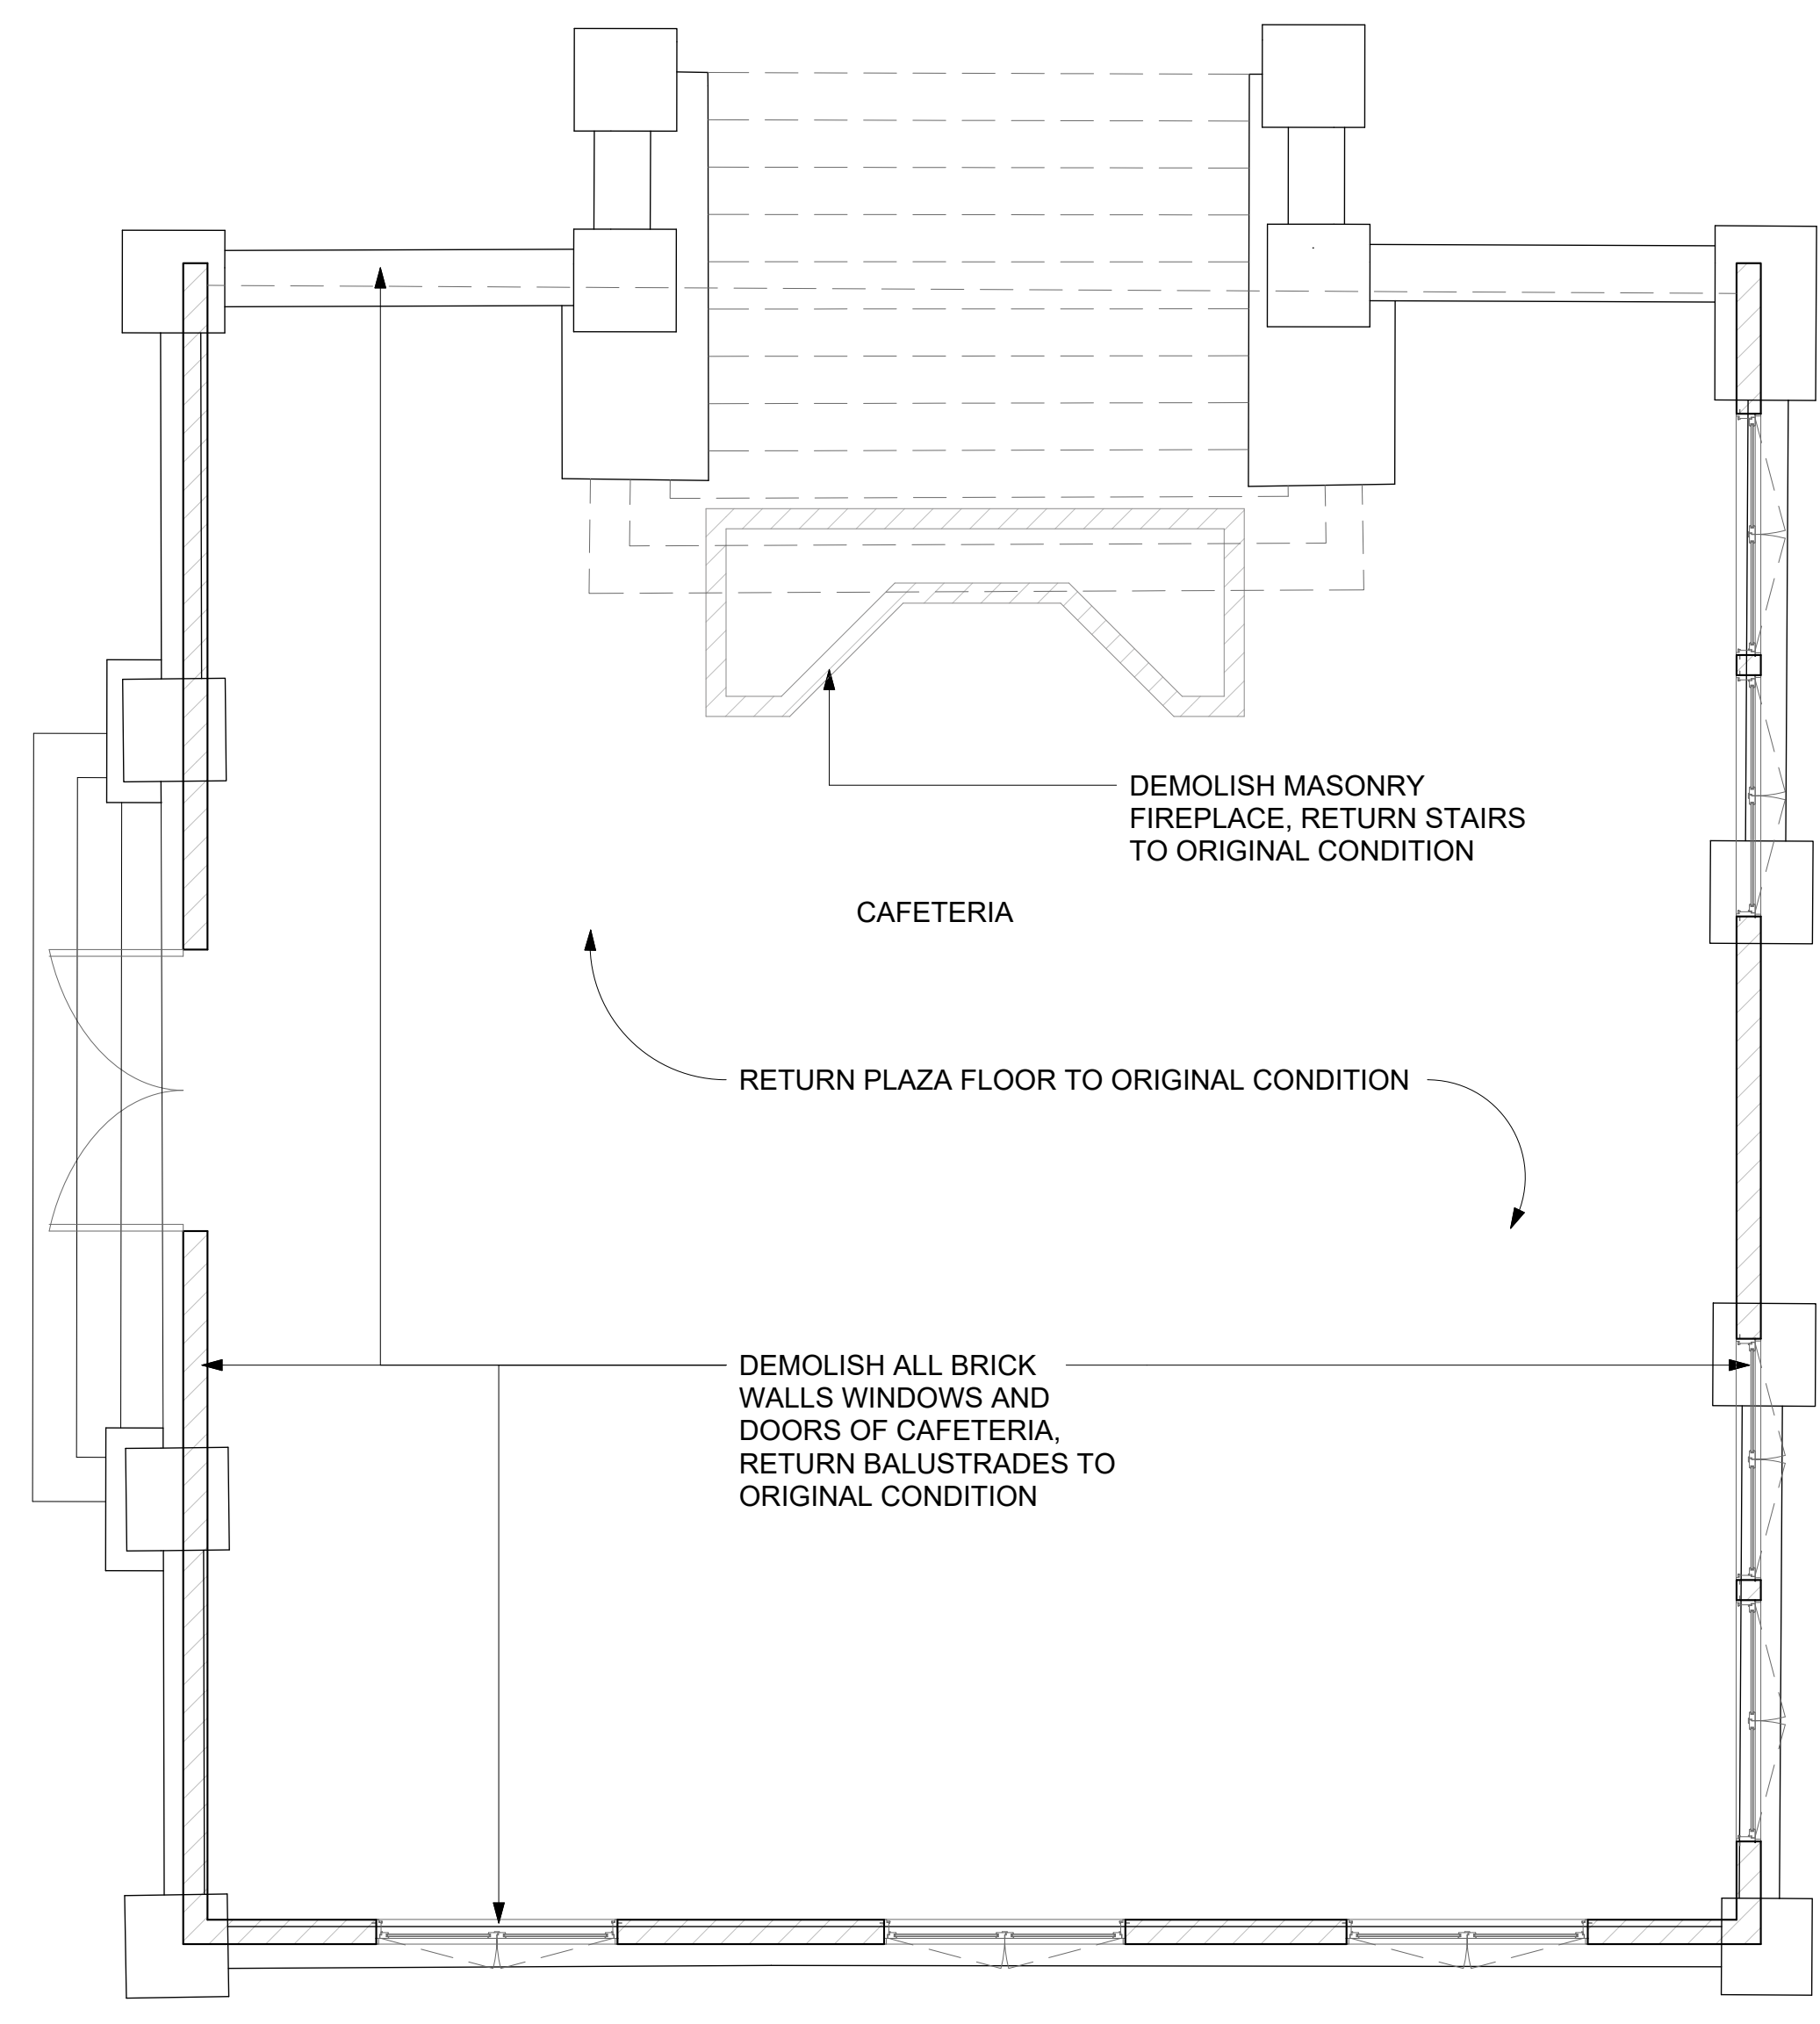 DEMOLISH MASONRY
FIREPLACE, RETURN STAIRS
TO ORIGINAL CONDITION
CAFETERIA
RETURN PLAZA FLOOR TO ORIGINAL CONDITION
DEMOLISH ALL BRICK
WALLS WINDOWS AND
DOORS OF CAFETERIA,
RETURN BALUSTRADES TO
ORIGINAL CONDITION